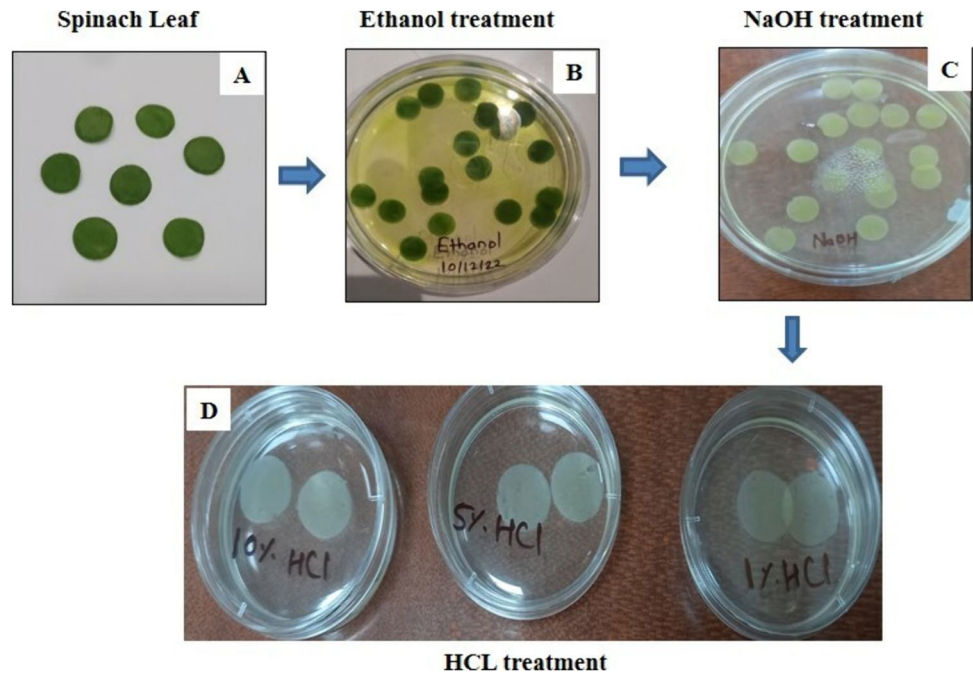 Spinach Leaf
Ethanol treatment
NaOH treatment
A
B
C
Ethanol
10/12/22
NaOH
D
10%. HCl
5%. HCl
1%. HCl
HCL treatment